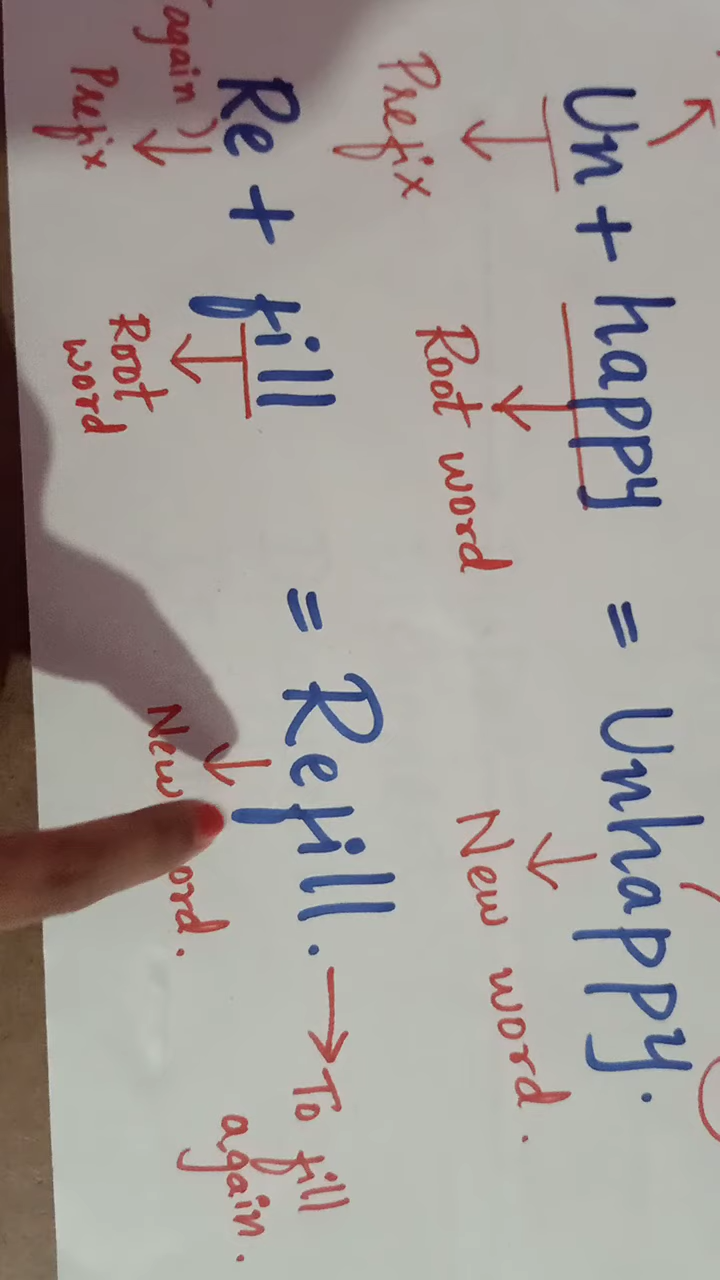 Un + happy = Unhappy.
Prefix Root word New word.
Re + fill = Refill. → To fill
again.
again)
Prefix Root
word New word.